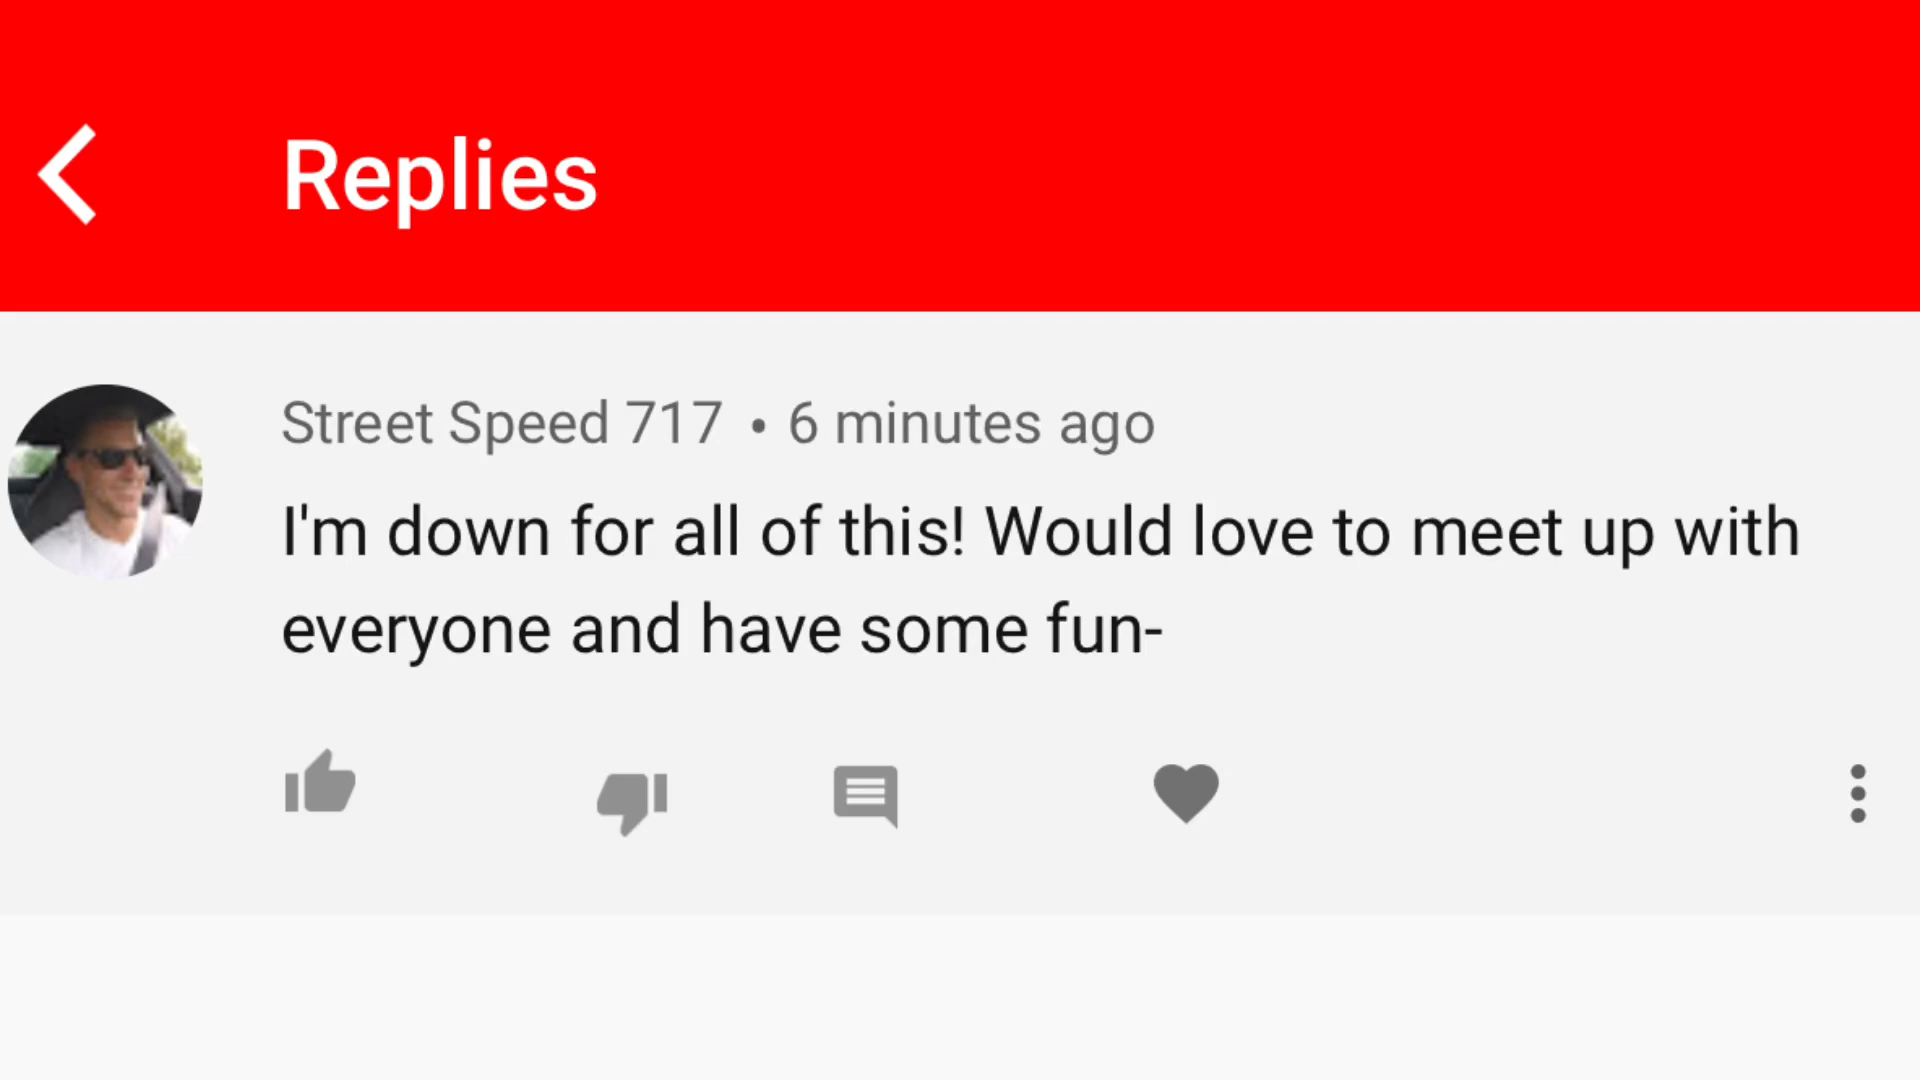 Replies
Street Speed 717 • 6 minutes ago
I'm down for all of this! Would love to meet up with
everyone and have some fun-